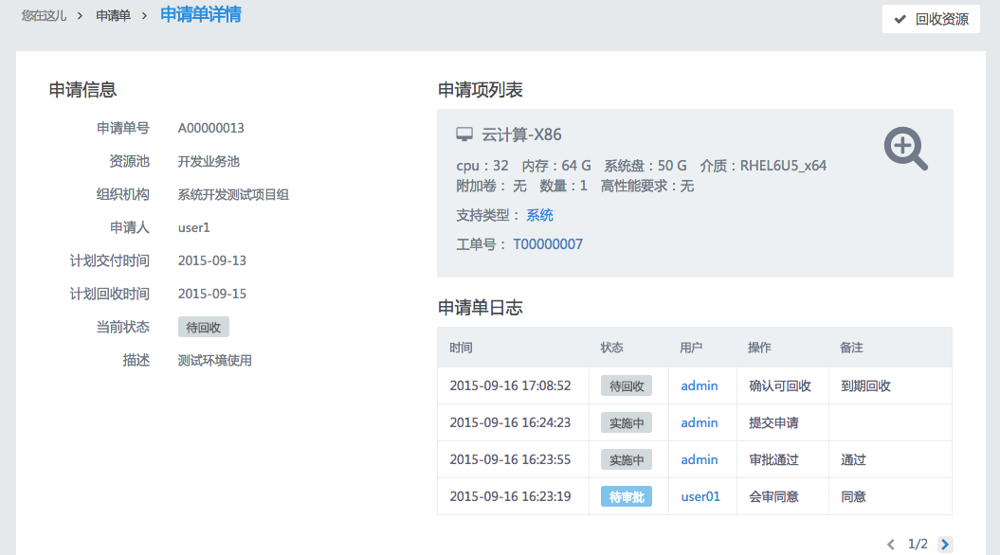 您在这儿 > 申请单 > 申请单详情
回收资源
申请信息
申请单号 A00000013
资源池 开发业务池
组织机构 系统开发测试项目组
申请人 user1
计划交付时间 2015-09-13
计划回收时间 2015-09-15
当前状态 待回收
描述 测试环境使用
申请项列表
云计算-X86
cpu：32 内存：64 G 系统盘：50 G 介质：RHEL6U5_x64
附加卷： 无 数量：1 高性能要求：无
支持类型： 系统
工单号： T00000007
申请单日志
时间 状态 用户 操作 备注
2015-09-16 17:08:52 待回收 admin 确认可回收 到期回收
2015-09-16 16:24:23 实施中 admin 提交申请
2015-09-16 16:23:55 实施中 admin 审批通过 通过
2015-09-16 16:23:19 待审批 user01 会审同意 同意
< 1/2 >